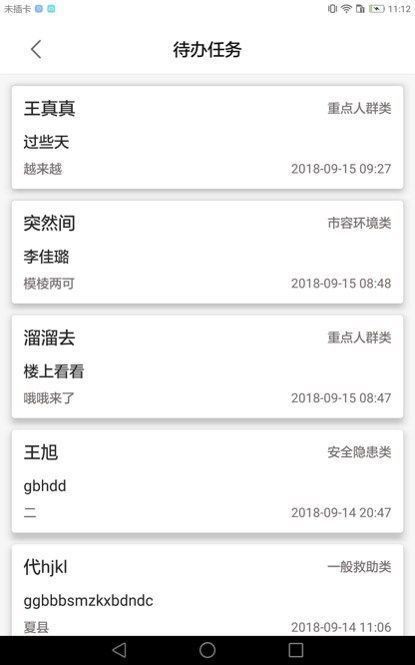 未插卡 11:12
待办任务
王真真 重点人群类
过些天
越来越 2018-09-15 09:27
突然间 市容环境类
李佳璐
模棱两可 2018-09-15 08:48
溜溜去 重点人群类
楼上看看
哦哦来了 2018-09-15 08:47
王旭 安全隐患类
gbhdd
二 2018-09-14 20:47
代hjkl 一般救助类
ggbbbsmzkxbdndc
夏县 2018-09-14 11:06